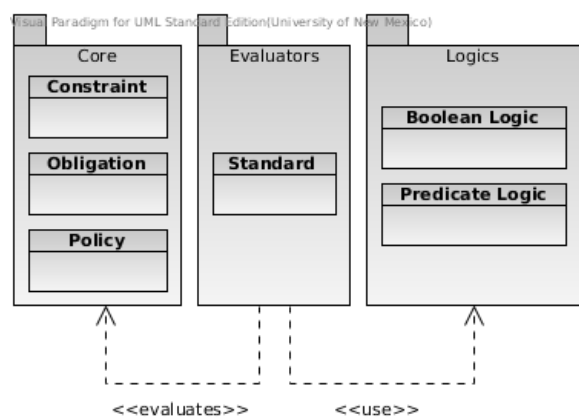 Visual Paradigm for UML Standard Edition(University of New Mexico)
Core
Constraint
Obligation
Policy
Evaluators
Standard
Logics
Boolean Logic
Predicate Logic
<<evaluates>>
<<use>>